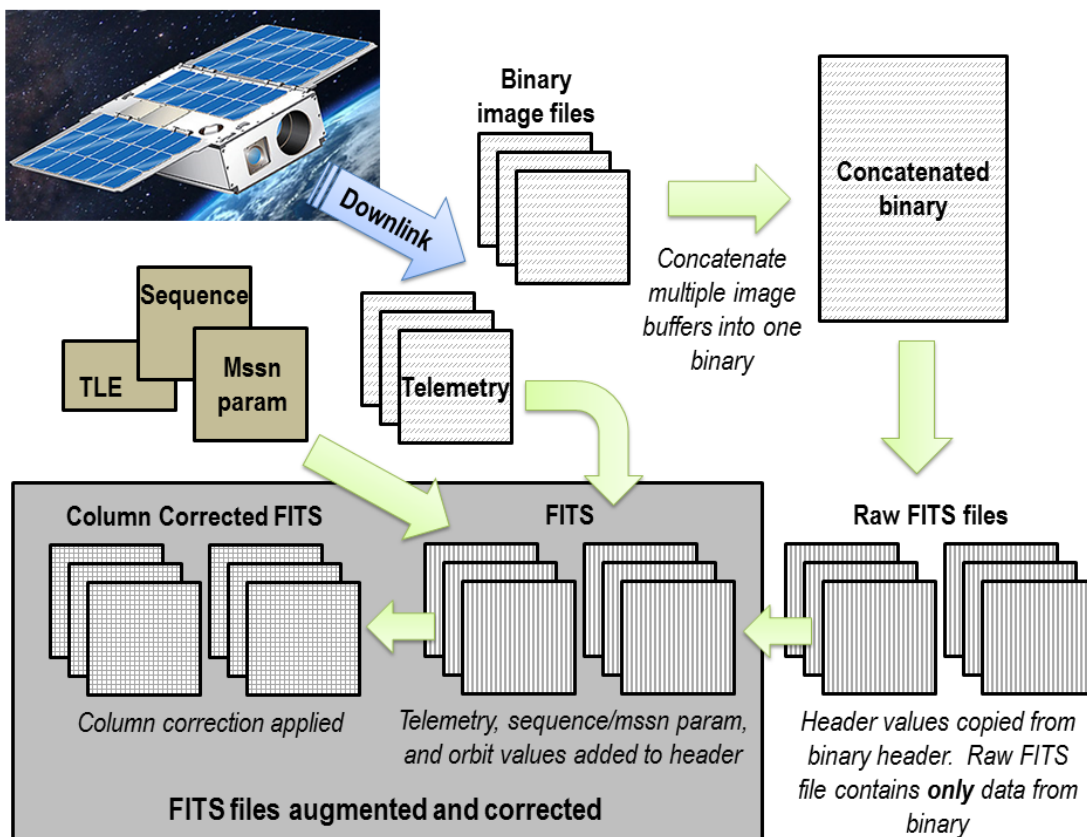 Binary
image files
Downlink
Concatenated
binary
Concatenate
multiple image
buffers into one
binary
Sequence
TLE
Mssn
param
Telemetry
Column Corrected FITS
FITS
Raw FITS files
Column correction applied
Telemetry, sequence/mssn param,
and orbit values added to header
Header values copied from
binary header.  Raw FITS
file contains only data from
binary
FITS files augmented and corrected